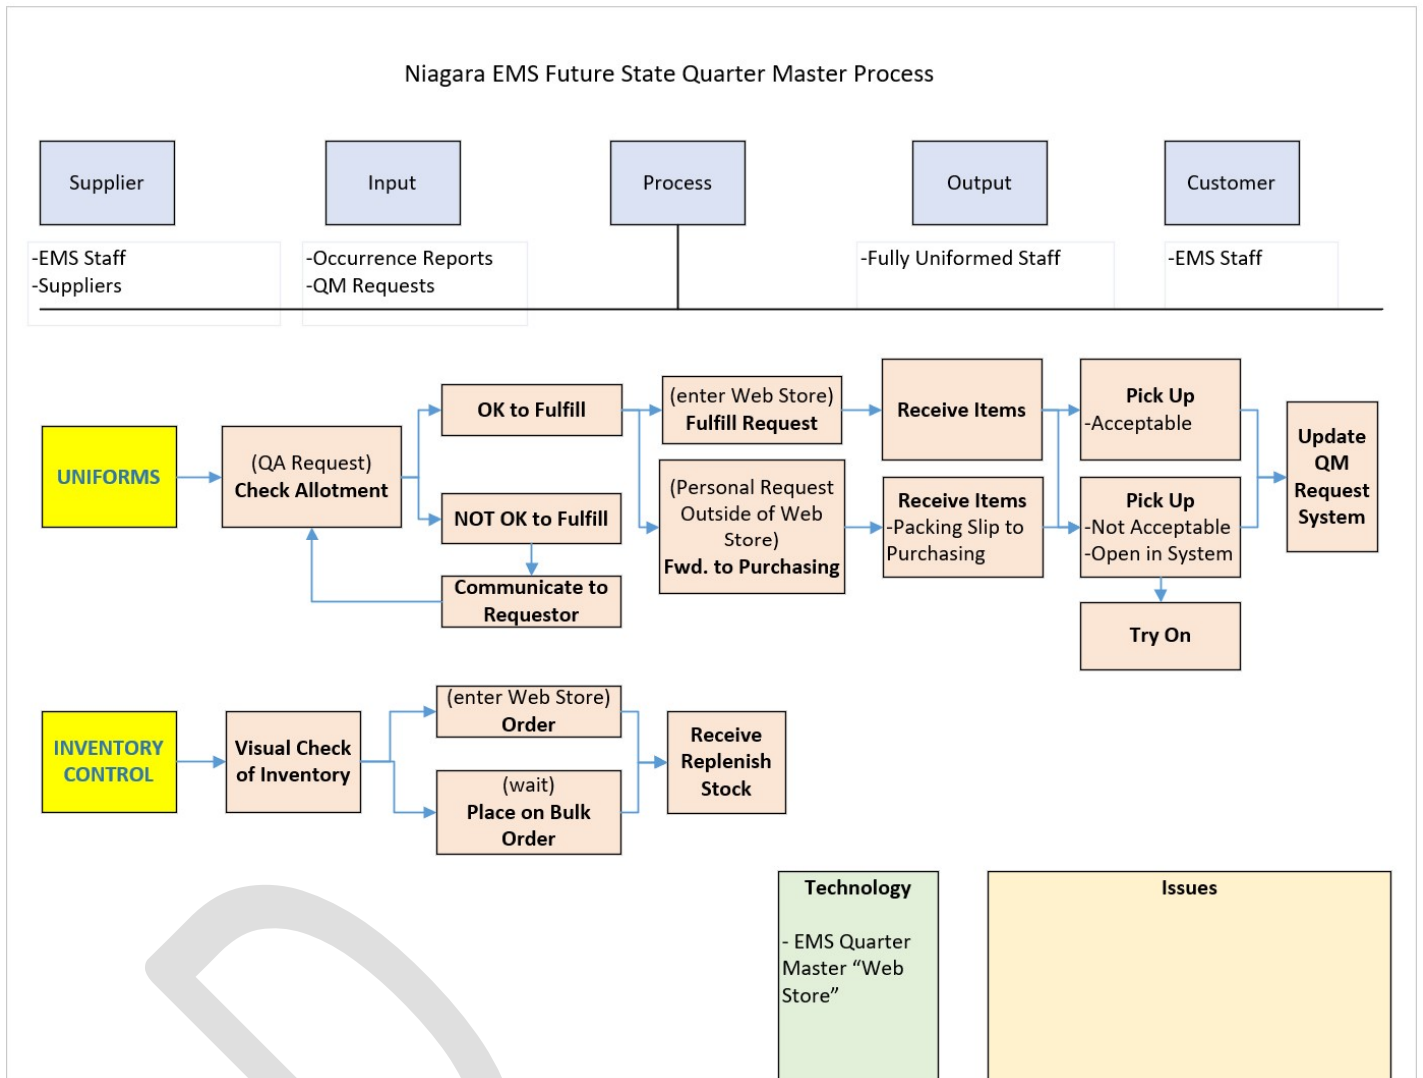 Niagara EMS Future State Quarter Master Process
Supplier
Input
Process
Output
Customer
-EMS Staff
-Suppliers
-Occurrence Reports
-QM Requests
-Fully Uniformed Staff
-EMS Staff
UNIFORMS
(QA Request)
Check Allotment
OK to Fulfill
NOT OK to Fulfill
Communicate to
Requestor
(enter Web Store)
Fulfill Request
(Personal Request
Outside of Web
Store)
Fwd. to Purchasing
Receive Items
Receive Items
-Packing Slip to
Purchasing
Pick Up
-Acceptable
Pick Up
-Not Acceptable
-Open in System
Try On
Update
QM
Request
System
INVENTORY
CONTROL
Visual Check
of Inventory
(enter Web Store)
Order
(wait)
Place on Bulk
Order
Receive
Replenish
Stock
Technology
- EMS Quarter
Master “Web
Store”
Issues